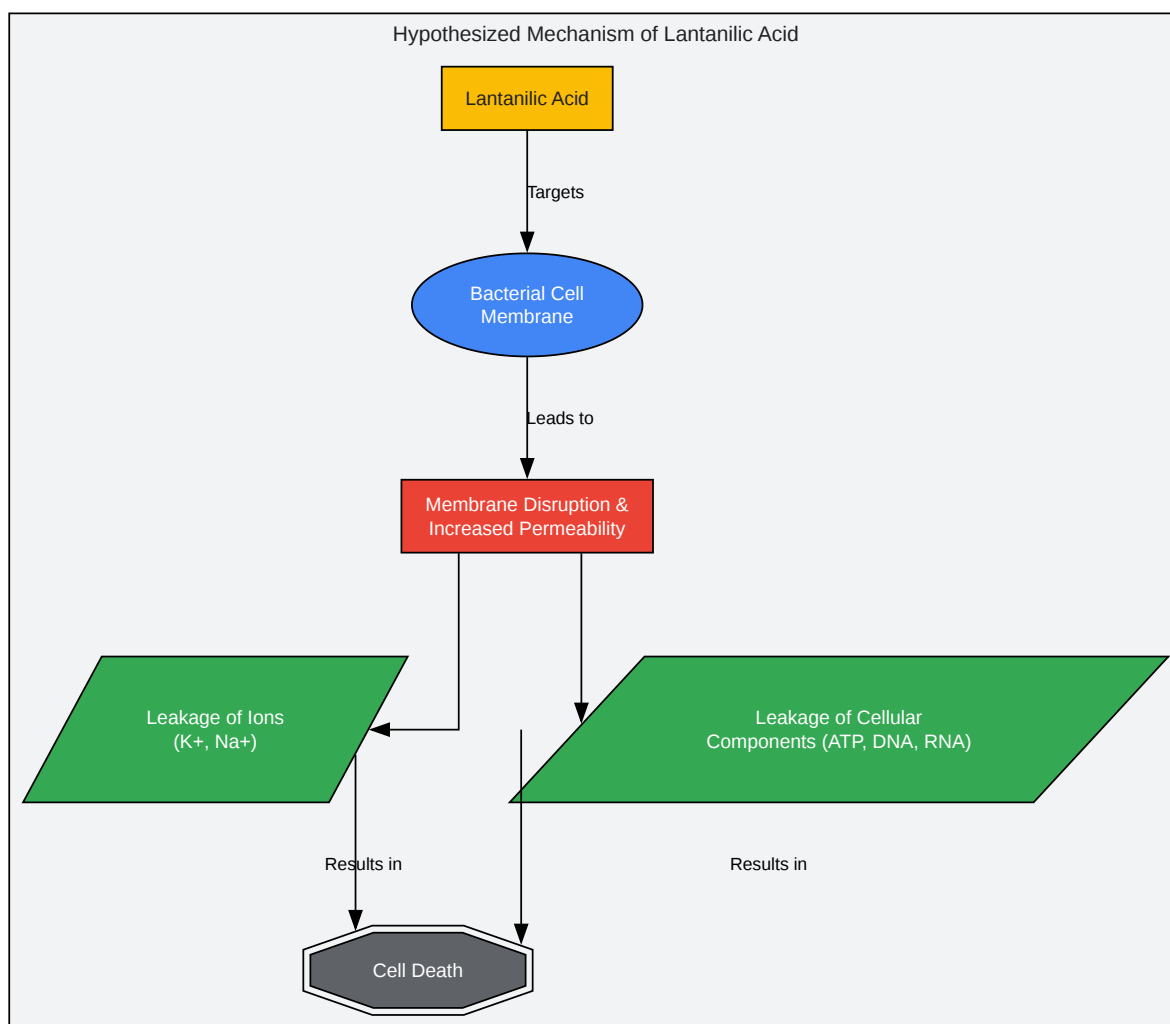 Hypothesized Mechanism of Lantanilic Acid
Lantanilic Acid
Targets
Bacterial Cell
Membrane
Leads to
Membrane Disruption &
Increased Permeability
Leakage of Ions
(K+, Na+)
Leakage of Cellular
Components (ATP, DNA, RNA)
Results in
Results in
Cell Death